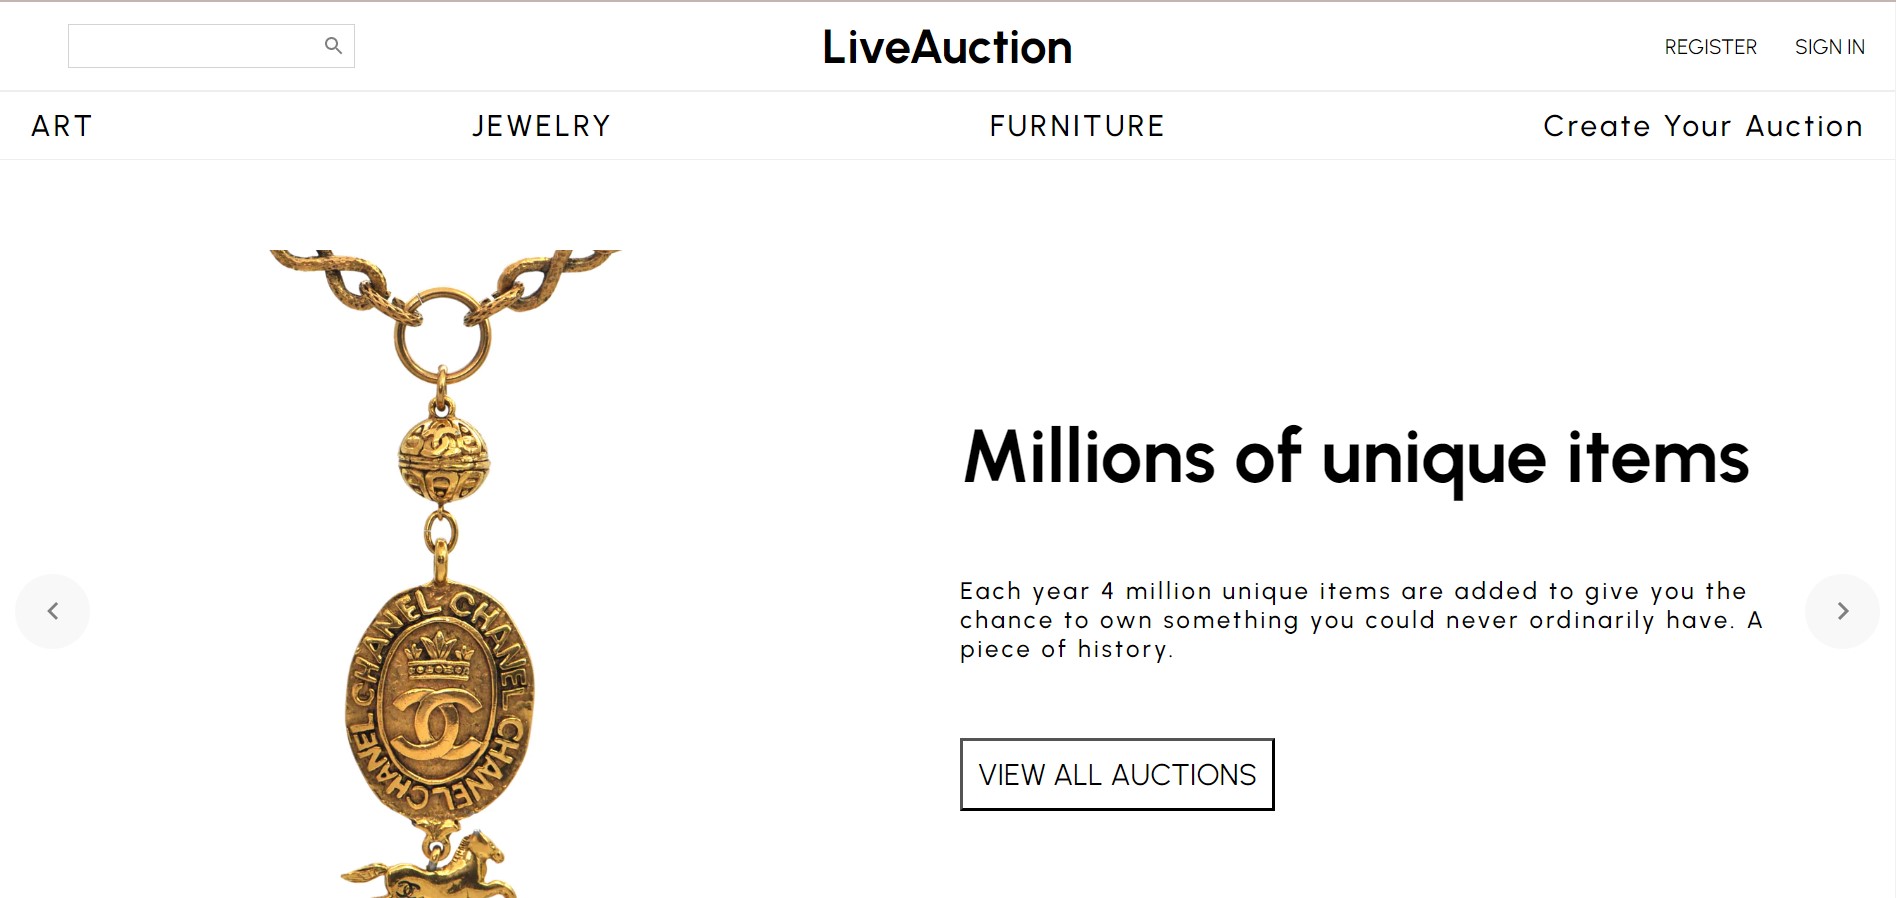 LiveAuction
REGISTER
SIGN IN
ART
JEWELRY
FURNITURE
Create Your Auction
Millions of unique items
Each year 4 million unique items are added to give you the
chance to own something you could never ordinarily have. A
piece of history.
VIEW ALL AUCTIONS
CHANEL CHANEL CHANEL CHANEL CHANEL